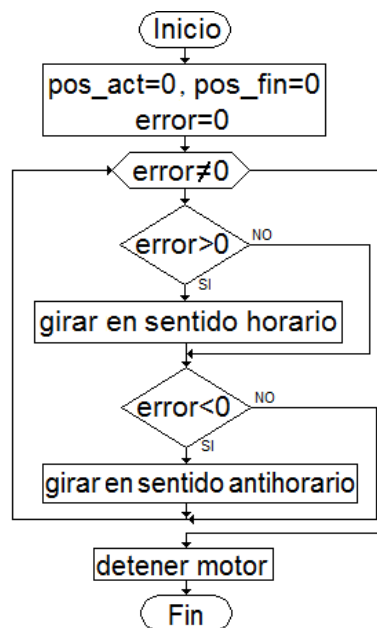 Inicio
pos_act=0, pos_fin=0
error=0
error≠0
error>0
NO
SI
girar en sentido horario
error<0
NO
SI
girar en sentido antihorario
detener motor
Fin